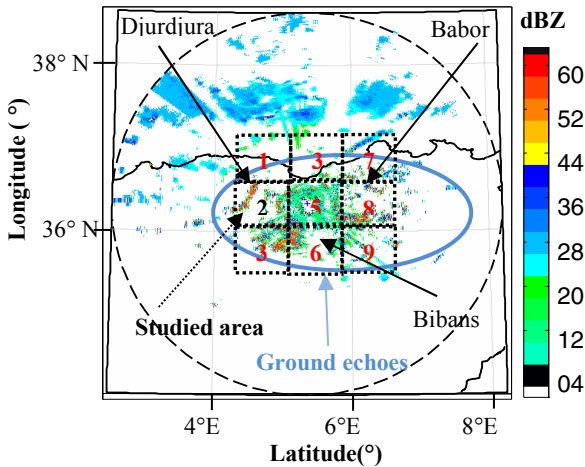 Djurdjura
Babor
dBZ
38° N
36° N
Longitude ( °)
1 3 7
2 5 8
3 6 9
60
52
44
36
28
20
12
04
Studied area
Bibans
Ground echoes
4°E 6°E 8°E
Latitude(°)